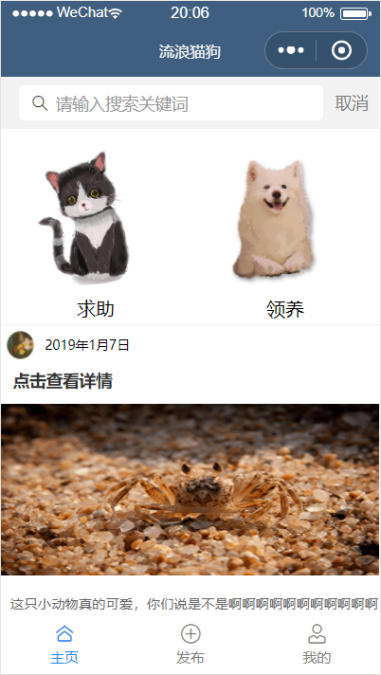 WeChat 20:06 100%
流浪猫狗
请输入搜索关键词 取消
求助 领养
2019年1月7日
点击查看详情
这只小动物真的可爱，你们说是不是啊啊啊啊啊啊啊啊啊啊啊
主页 发布 我的